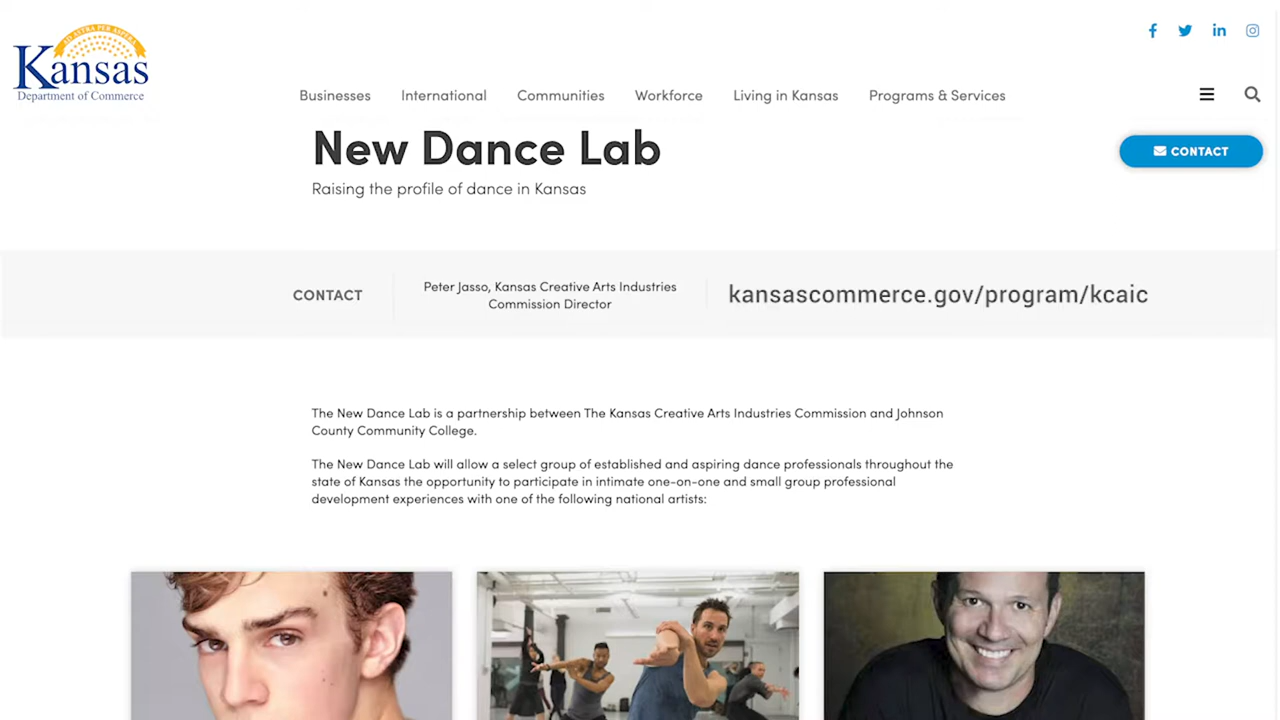 AD ASTRA PER ASPERA
Kansas
Department of Commerce
Businesses International Communities Workforce Living in Kansas Programs & Services
New Dance Lab
CONTACT
Raising the profile of dance in Kansas
CONTACT
Peter Jasso, Kansas Creative Arts Industries
Commission Director
kansascommerce.gov/program/kcaic
The New Dance Lab is a partnership between The Kansas Creative Arts Industries Commission and Johnson
County Community College.
The New Dance Lab will allow a select group of established and aspiring dance professionals throughout the
state of Kansas the opportunity to participate in intimate one-on-one and small group professional
development experiences with one of the following national artists: